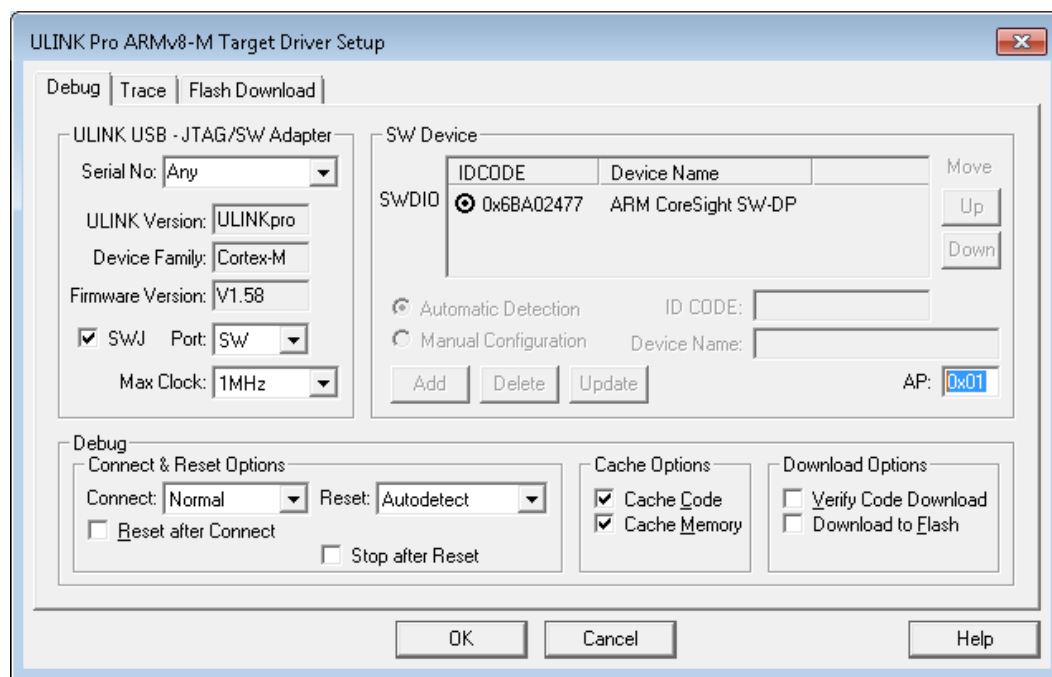 ULINK Pro ARMv8-M Target Driver Setup
Debug Trace Flash Download
ULINK USB - JTAG/SW Adapter
Serial No: Any
ULINK Version: ULINKpro
Device Family: Cortex-M
Firmware Version: V1.58
SWJ Port: SW
Max Clock: 1MHz
SW Device
IDCODE Device Name
SWDIO 0x6BA02477 ARM CoreSight SW-DP
Move
Up
Down
Automatic Detection
Manual Configuration
ID CODE:
Device Name:
Add Delete Update AP: 0x01
Debug
Connect & Reset Options
Connect: Normal Reset: Autodetect
Reset after Connect
Stop after Reset
Cache Options
Cache Code
Cache Memory
Download Options
Verify Code Download
Download to Flash
OK Cancel Help